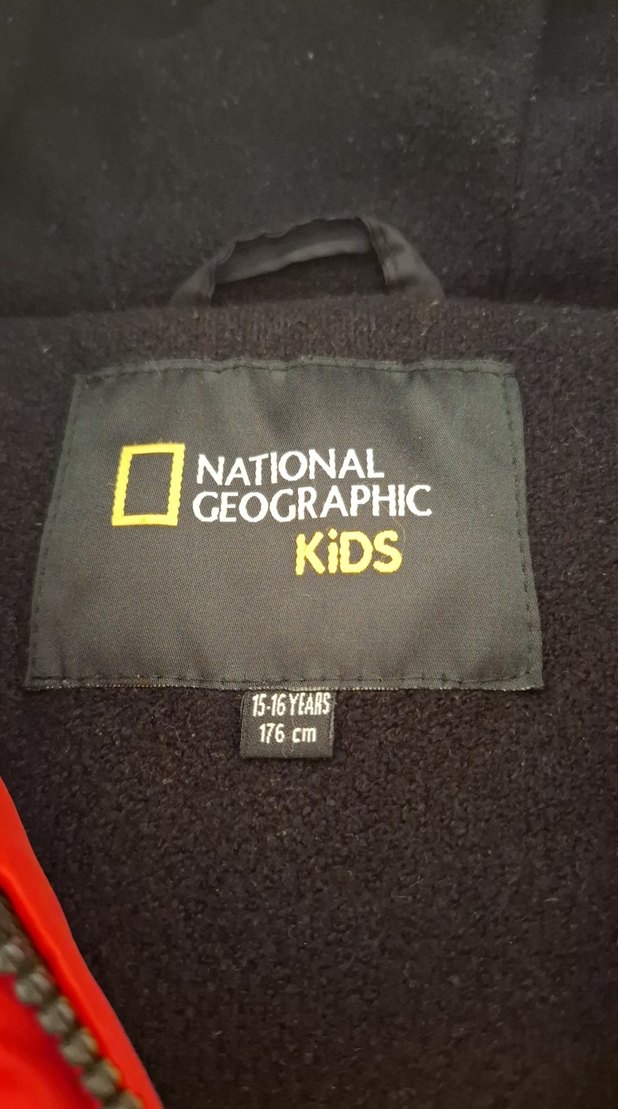 NATIONAL
GEOGRAPHIC
KiDS
15-16 YEARS
176 cm